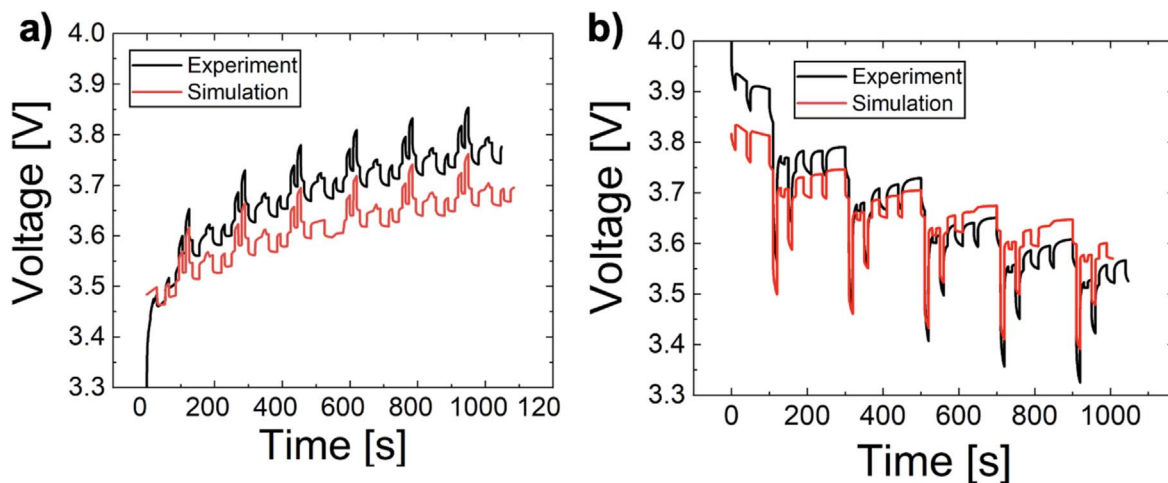 a)
4.0
3.9
3.8
3.7
3.6
3.5
3.4
3.3
Voltage [V]
Experiment
Simulation
0 200 400 600 800 1000 120
Time [s]
b)
4.0
3.9
3.8
3.7
3.6
3.5
3.4
3.3
Voltage [V]
Experiment
Simulation
0 200 400 600 800 1000
Time [s]